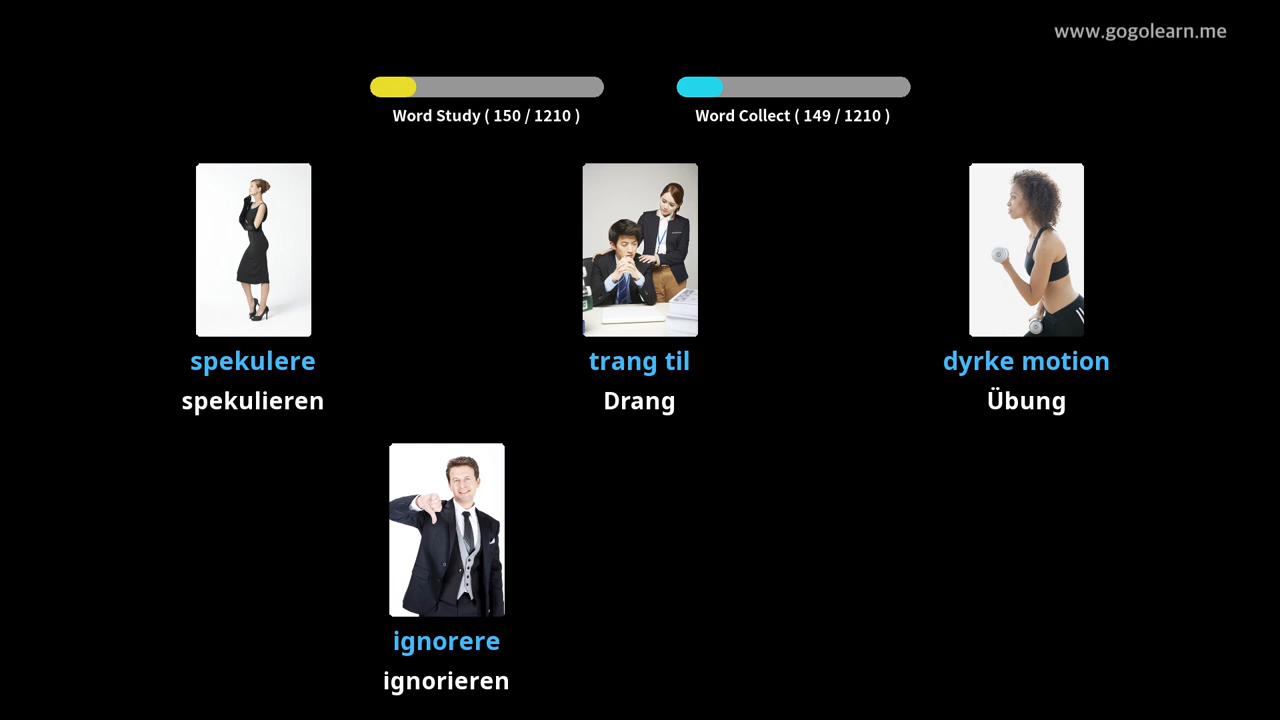 www.gogolearn.me
Word Study ( 150 / 1210 )
Word Collect ( 149 / 1210 )
spekulere
trang til
dyrke motion
spekulieren
Drang
Übung
ignorere
ignorieren